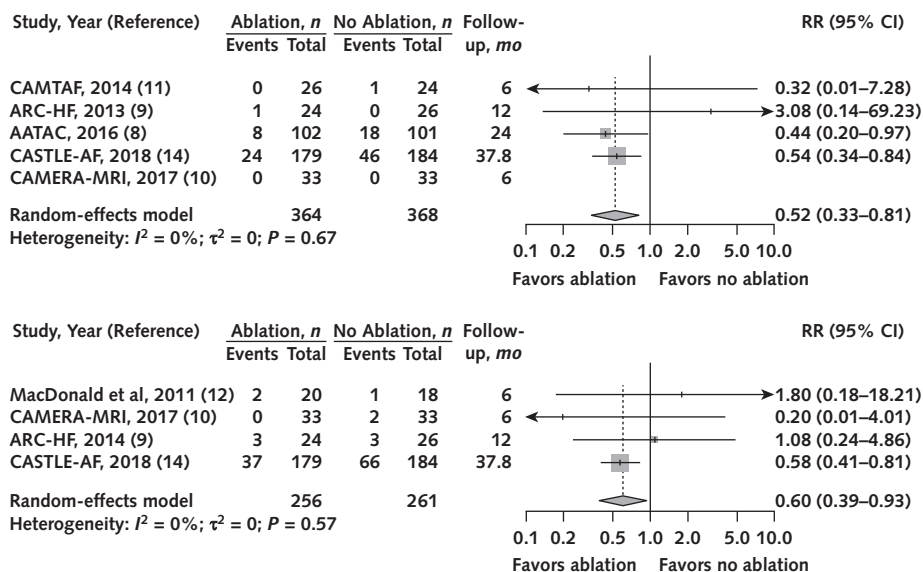 Study, Year (Reference) Ablation, n No Ablation, n Follow-up, mo RR (95% CI)
Events Total Events Total
CAMTAF, 2014 (11) 0 26 1 24 6 0.32 (0.01–7.28)
ARC-HF, 2013 (9) 1 24 0 26 12 3.08 (0.14–69.23)
AATAC, 2016 (8) 8 102 18 101 24 0.44 (0.20–0.97)
CASTLE-AF, 2018 (14) 24 179 46 184 37.8 0.54 (0.34–0.84)
CAMERA-MRI, 2017 (10) 0 33 0 33 6
Random-effects model 364 368 0.52 (0.33–0.81)
Heterogeneity: I² = 0%; τ² = 0; P = 0.67
0.1 0.2 0.5 1.0 2.0 5.0 10.0
Favors ablation Favors no ablation
Study, Year (Reference) Ablation, n No Ablation, n Follow-up, mo RR (95% CI)
Events Total Events Total
MacDonald et al, 2011 (12) 2 20 1 18 6 1.80 (0.18–18.21)
CAMERA-MRI, 2017 (10) 0 33 2 33 6 0.20 (0.01–4.01)
ARC-HF, 2014 (9) 3 24 3 26 12 1.08 (0.24–4.86)
CASTLE-AF, 2018 (14) 37 179 66 184 37.8 0.58 (0.41–0.81)
Random-effects model 256 261 0.60 (0.39–0.93)
Heterogeneity: I² = 0%; τ² = 0; P = 0.57
0.1 0.2 0.5 1.0 2.0 5.0 10.0
Favors ablation Favors no ablation